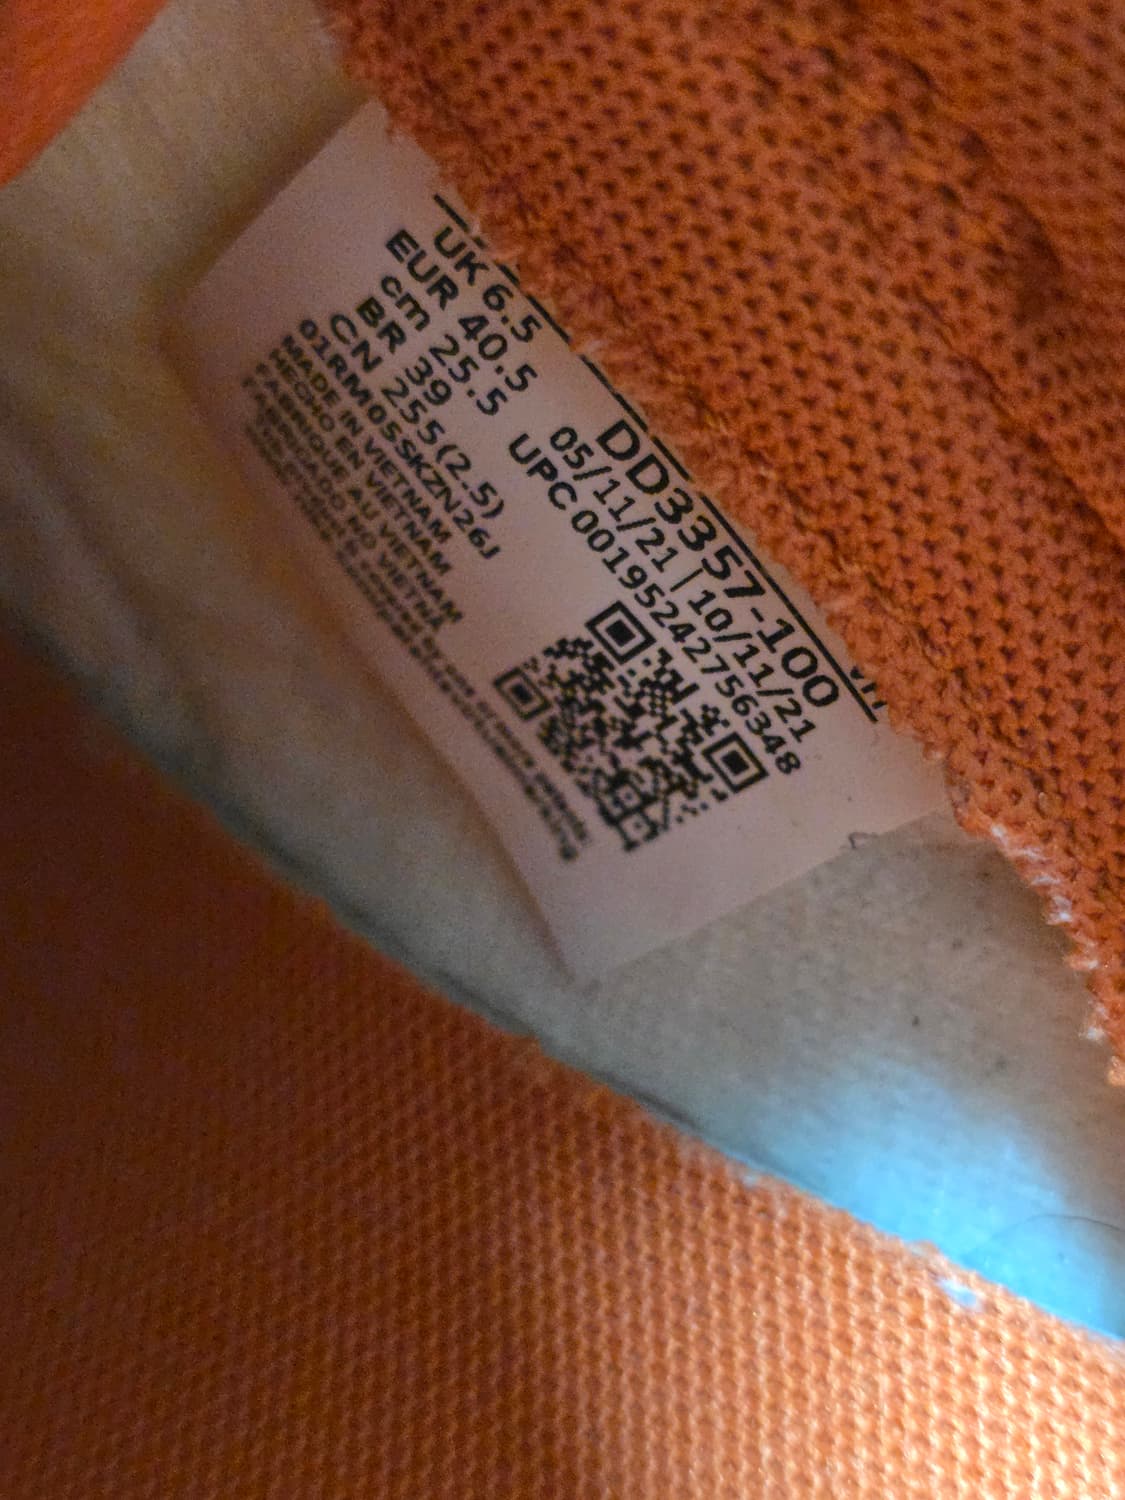 UK 6.5
EUR 40.5
cm 25.5
BR 39
CN 255(2.5)
01RM05SKZN26J
MADE IN VIETNAM
HECHO EN VIETNAM
FABRIQUE AU VIETNAM
DD3357-100
05/11/21 | 10/11/21
UPC 00195242756348